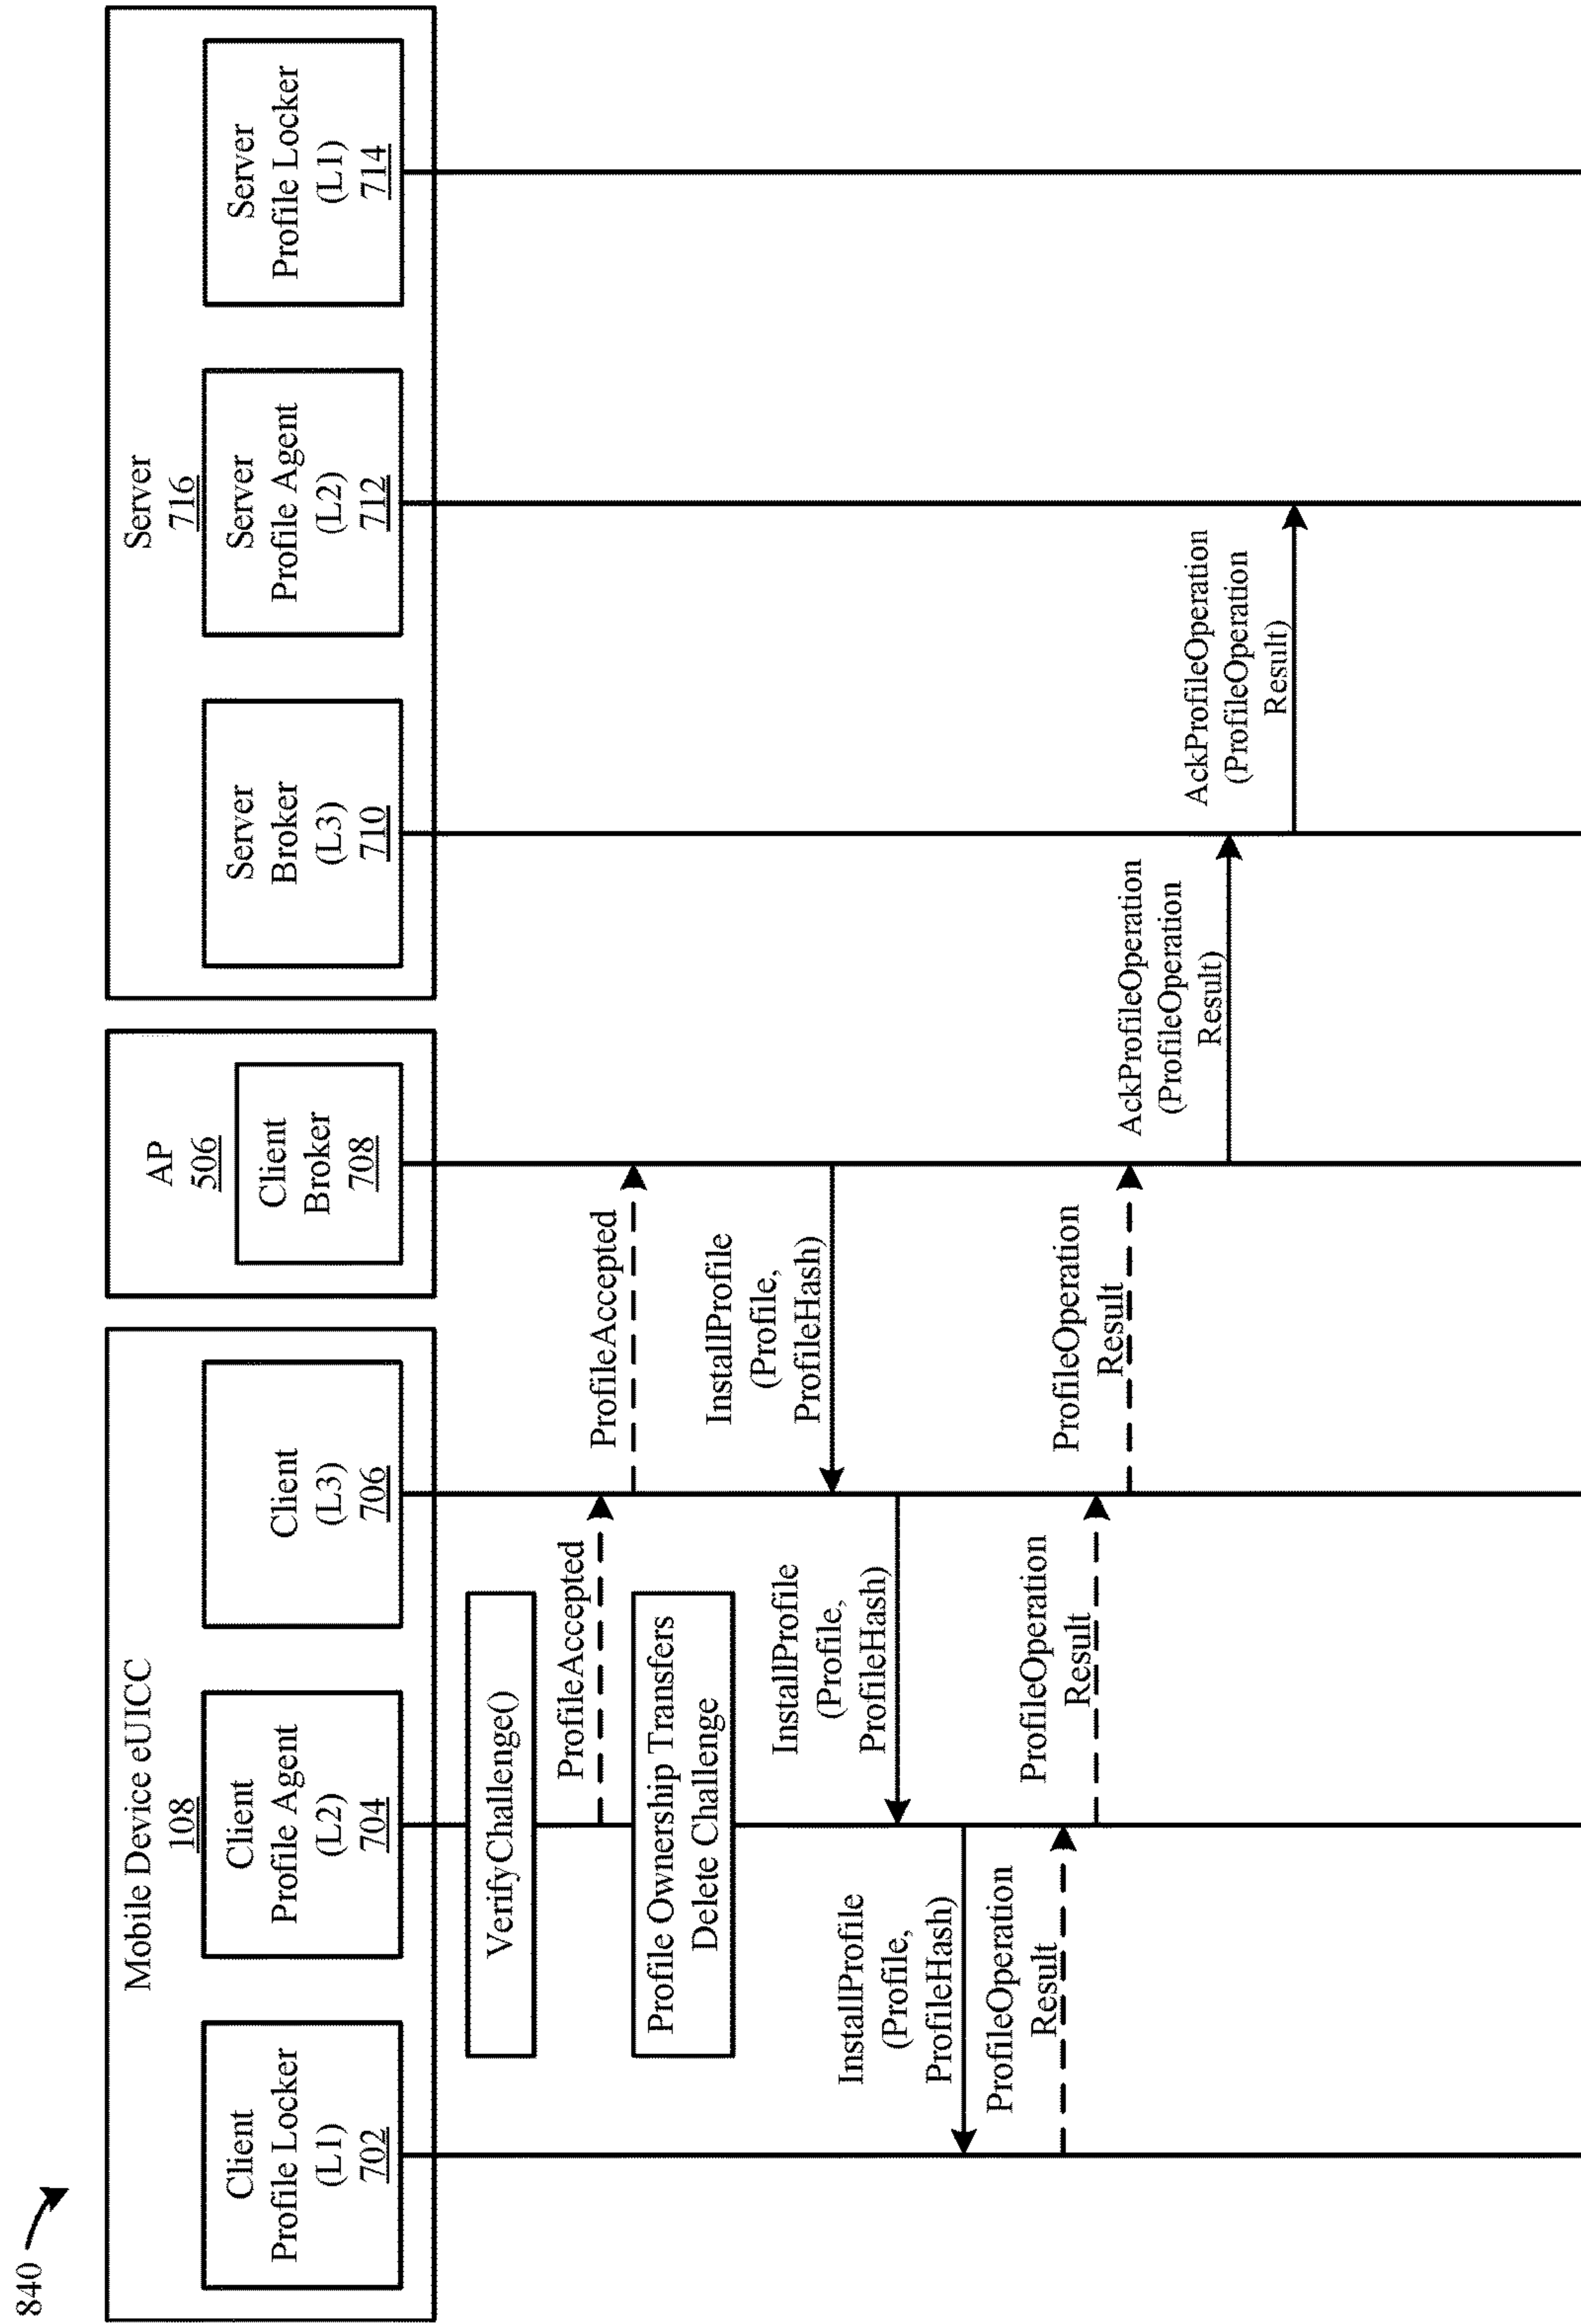 840
Mobile Device eUICC
108
Client
Profile Locker
(L1)
702
Client
Profile Agent
(L2)
704
Client
(L3)
706
AP
506
Client
Broker
708
Server
716
Server
Broker
(L3)
710
Server
Profile Agent
(L2)
712
Server
Profile Locker
(L1)
714
VerifyChallenge()
ProfileAccepted
ProfileAccepted
Profile Ownership Transfers
Delete Challenge
InstallProfile
(Profile,
ProfileHash)
InstallProfile
(Profile,
ProfileHash)
InstallProfile
(Profile,
ProfileHash)
ProfileOperation
Result
ProfileOperation
Result
ProfileOperation
Result
AckProfileOperation
(ProfileOperation
Result)
AckProfileOperation
(ProfileOperation
Result)